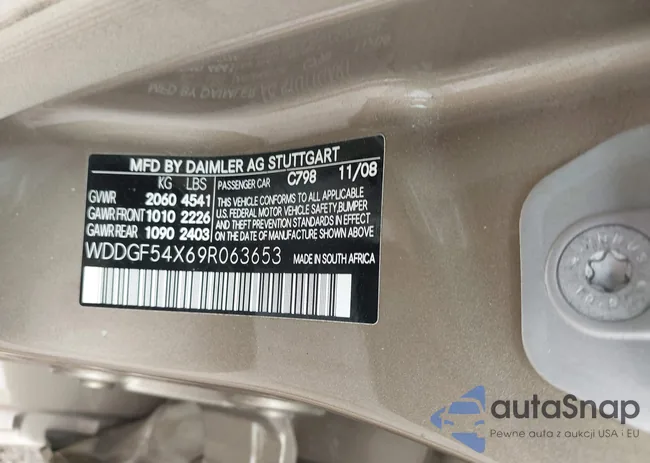 MFD BY DAIMLER AG STUTTGART
KG LBS
PASSENGER CAR C798 11/08
GVWR 2060 4541
GAWR FRONT 1010 2226
GAWR REAR 1090 2403
THIS VEHICLE CONFORMS TO ALL APPLICABLE
U.S. FEDERAL MOTOR VEHICLE SAFETY, BUMPER,
AND THEFT PREVENTION STANDARDS IN EFFECT
ON THE DATE OF MANUFACTURE SHOWN ABOVE
WDDGF54X69R063653 MADE IN SOUTH AFRICA
autaSnap
Pewne auta z aukcji USA i EU